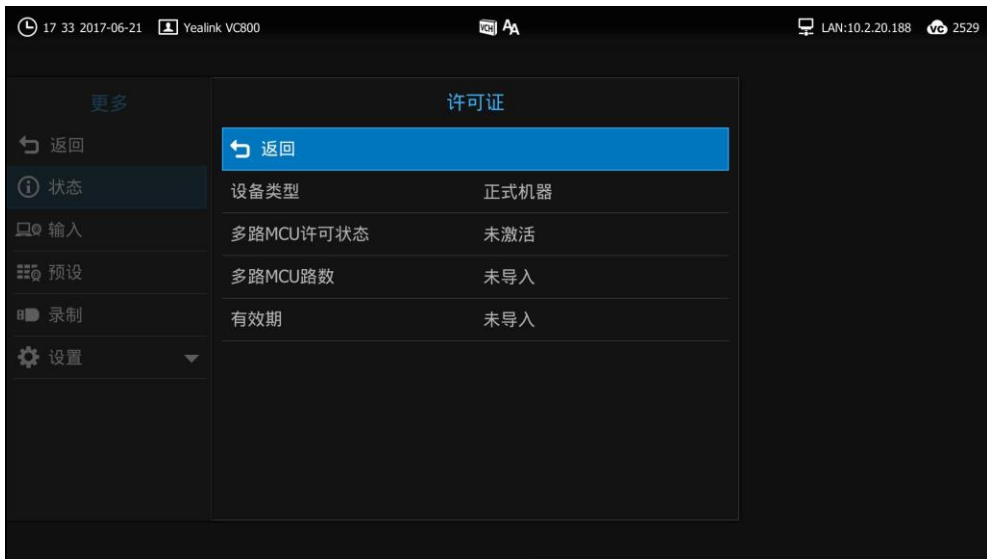 17 33 2017-06-21 Yealink VC800 VCH AA LAN:10.2.20.188 VC 2529
更多
许可证
返回
返回
状态
设备类型 正式机器
输入
多路MCU许可状态 未激活
预设
多路MCU路数 未导入
录制
有效期 未导入
设置